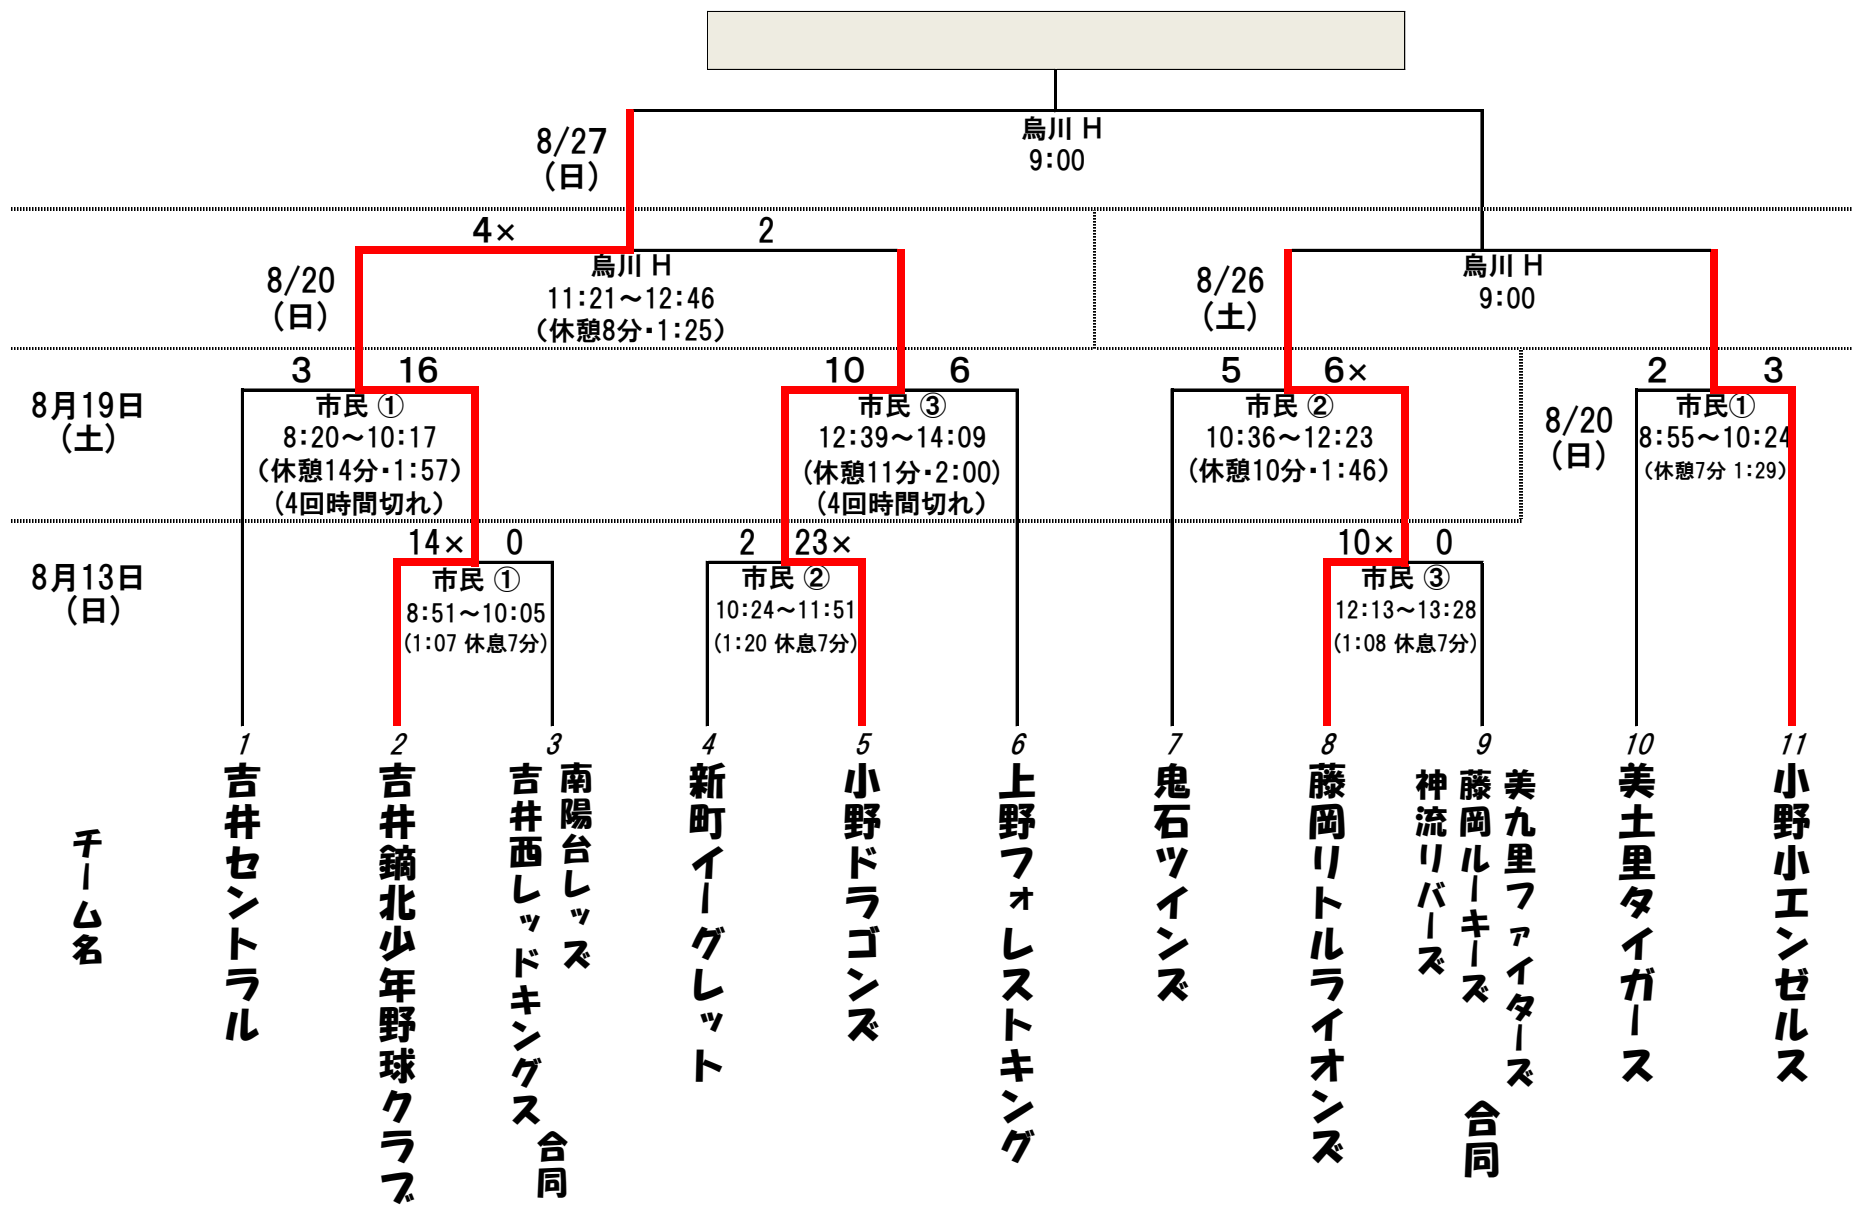 8/27
（日）
烏川 H
9:00
4×
2
8/20
（日）
烏川 H
11:21～12:46
（休憩8分・1:25）
8/26
（土）
烏川 H
9:00
8月19日
（土）
3
16
市民 ①
8:20～10:17
（休憩14分・1:57）
（4回時間切れ）
10
6
市民 ③
12:39～14:09
（休憩11分・2:00）
（4回時間切れ）
5
6×
市民 ②
10:36～12:23
（休憩10分・1:46）
8/20
（日）
2
3
市民①
8:55～10:24
（休憩7分 1:29）
8月13日
（日）
14×
0
市民 ①
8:51～10:05
(1:07 休息7分)
2
23×
市民 ②
10:24～11:51
(1:20 休息7分)
10×
0
市民 ③
12:13～13:28
(1:08 休息7分)
チーム名
1
吉井セントラル
2
吉井鏑北少年野球クラブ
3
南陽台レッズ
吉井西レッドキングス
合同
4
新町イーグレット
5
小野ドラゴンズ
6
上野フォレストキング
7
鬼石ツインズ
8
藤岡リトルライオンズ
9
美九里ファイターズ
藤岡ルーキーズ
神流リバーズ
合同
10
美土里タイガース
11
小野小エンゼルス